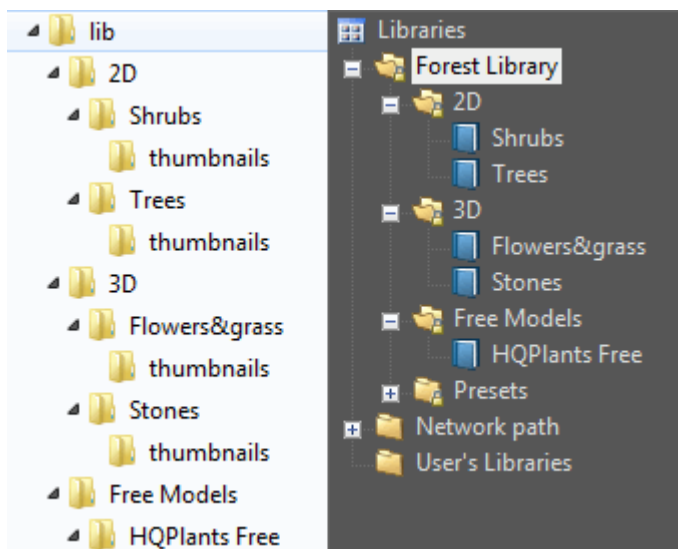 lib
2D
Shrubs
thumbnails
Trees
thumbnails
3D
Flowers&grass
thumbnails
Stones
thumbnails
Free Models
HQPlants Free
Libraries
Forest Library
2D
Shrubs
Trees
3D
Flowers&grass
Stones
Free Models
HQPlants Free
Presets
Network path
User's Libraries